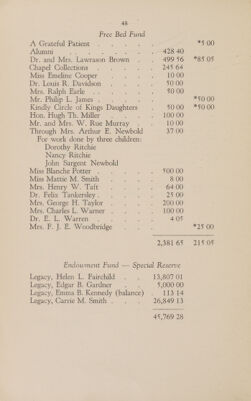 48
Free Bed Fund
A Grateful Patient . . . . . *5 00
Alumni . . . . . . . 428 40
Dr. and Mrs. Lawrason Brown . . 499 56 *85 05
Chapel Collections . . . . . 245 64
Miss Emeline Cooper . . . . 10 00
Dr. Louis R. Davidson . . . . 50 00
Mrs. Ralph Earle . . . . . 50 00
Mr. Philip L. James . . . . . *50 00
Kindly Circle of Kings Daughters . 50 00 *50 00
Hon. Hugh Th. Miller . . . . 100 00
Mr. and Mrs. W. Rue Murray . . 10 00
Through Mrs. Arthur E. Newbold 37 00
For work done by three children:
Dorothy Ritchie
Nancy Ritchie
John Sargent Newbold
Miss Blanche Potter . . . . . 500 00
Miss Mattie M. Smith . . . . 8 00
Mrs. Henry W. Taft . . . . 64 00
Dr. Felix Tankersley . . . . . 25 00
Mrs. George H. Taylor . . . . 200 00
Mrs. Charles L. Warner . . . . 100 00
Dr. E. L. Warren . . . . . 4 05
Mrs. F. J. E. Woodbridge *25 00
2,381 65 215 05
Endowment Fund — Special Reserve
Legacy, Helen L. Fairchild . . 13,807 01
Legacy, Edgar B. Gardner . . 5,000 00
Legacy, Emma B. Kennedy (balance) . 113 14
Legacy, Carrie M. Smith . . . 26,849 13
45,769 28